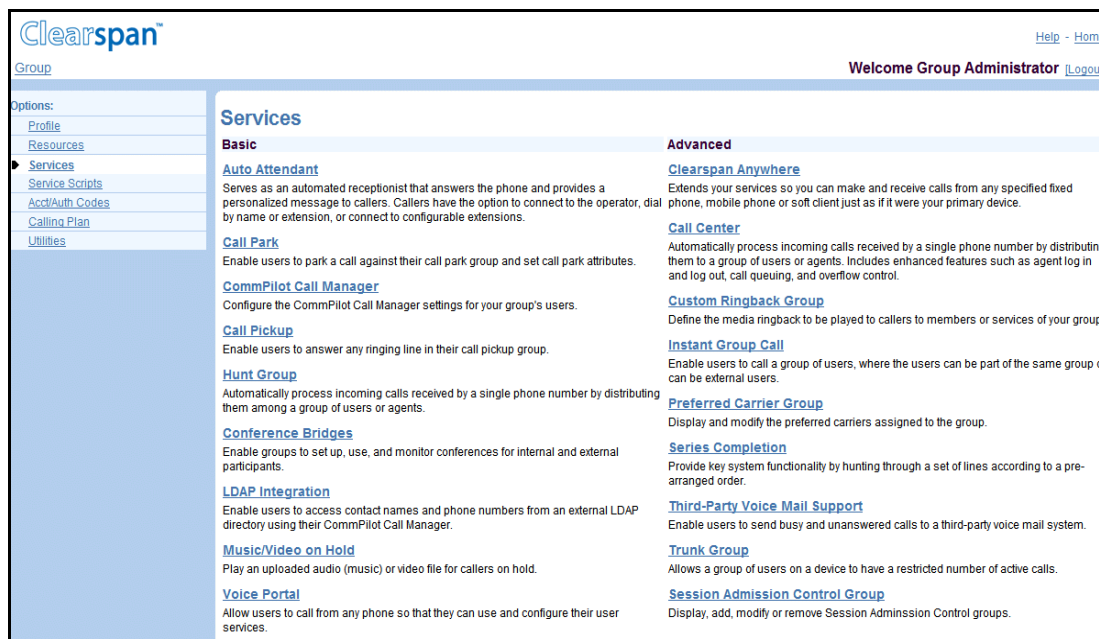 Clearspan™
Help - Hom
Group
Welcome Group Administrator [Logou
Options:
Profile
Resources
Services
Service Scripts
Acct/Auth Codes
Calling Plan
Utilities
Services
Basic
Auto Attendant
Serves as an automated receptionist that answers the phone and provides a
personalized message to callers. Callers have the option to connect to the operator, dial
by name or extension, or connect to configurable extensions.
Call Park
Enable users to park a call against their call park group and set call park attributes.
CommPilot Call Manager
Configure the CommPilot Call Manager settings for your group's users.
Call Pickup
Enable users to answer any ringing line in their call pickup group.
Hunt Group
Automatically process incoming calls received by a single phone number by distributing
them among a group of users or agents.
Conference Bridges
Enable groups to set up, use, and monitor conferences for internal and external
participants.
LDAP Integration
Enable users to access contact names and phone numbers from an external LDAP
directory using their CommPilot Call Manager.
Music/Video on Hold
Play an uploaded audio (music) or video file for callers on hold.
Voice Portal
Allow users to call from any phone so that they can use and configure their user
services.
Advanced
Clearspan Anywhere
Extends your services so you can make and receive calls from any specified fixed
phone, mobile phone or soft client just as if it were your primary device.
Call Center
Automatically process incoming calls received by a single phone number by distributin
them to a group of users or agents. Includes enhanced features such as agent log in
and log out, call queuing, and overflow control.
Custom Ringback Group
Define the media ringback to be played to callers to members or services of your group
Instant Group Call
Enable users to call a group of users, where the users can be part of the same group o
can be external users.
Preferred Carrier Group
Display and modify the preferred carriers assigned to the group.
Series Completion
Provide key system functionality by hunting through a set of lines according to a pre-
arranged order.
Third-Party Voice Mail Support
Enable users to send busy and unanswered calls to a third-party voice mail system.
Trunk Group
Allows a group of users on a device to have a restricted number of active calls.
Session Admission Control Group
Display, add, modify or remove Session Adminssion Control groups.